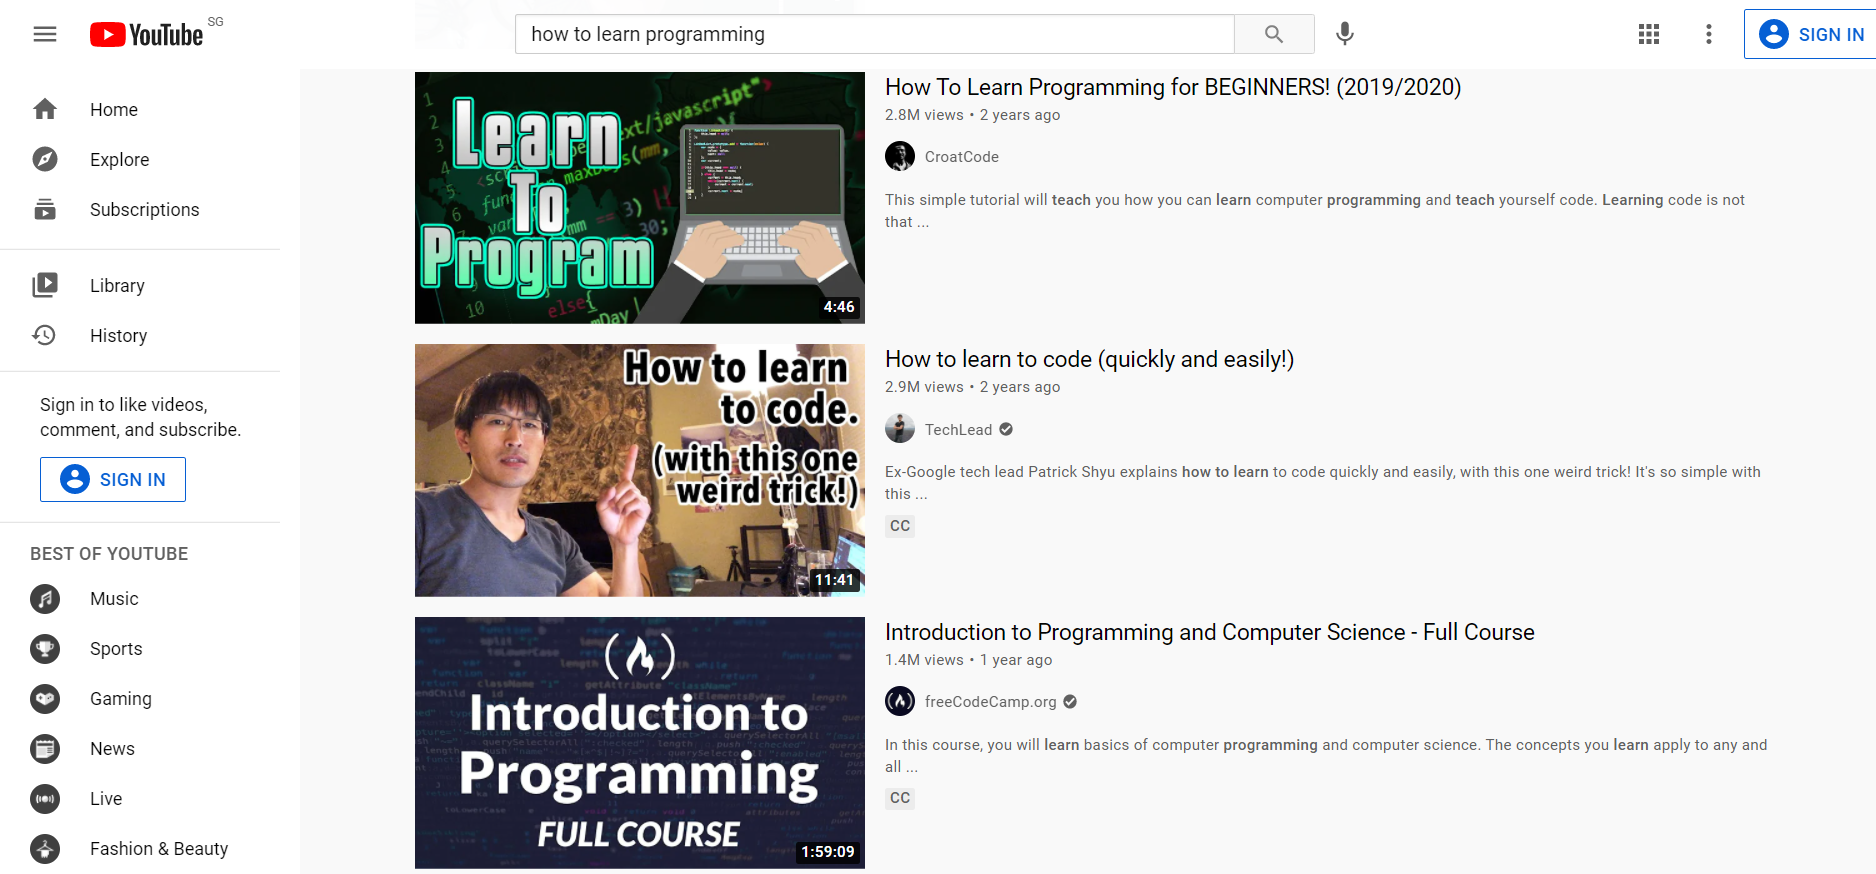 YouTube SG
how to learn programming
SIGN IN
Home
Explore
Subscriptions
Library
History
Sign in to like videos,
comment, and subscribe.
SIGN IN
BEST OF YOUTUBE
Music
Sports
Gaming
News
Live
Fashion & Beauty
Learn
To
Program
4:46
How To Learn Programming for BEGINNERS! (2019/2020)
2.8M views • 2 years ago
CroatCode
This simple tutorial will teach you how you can learn computer programming and teach yourself code. Learning code is not
that ...
How to learn
to code.
(with this one
weird trick!)
11:41
How to learn to code (quickly and easily!)
2.9M views • 2 years ago
TechLead
Ex-Google tech lead Patrick Shyu explains how to learn to code quickly and easily, with this one weird trick! It's so simple with
this ...
CC
Introduction to
Programming
FULL COURSE
1:59:09
Introduction to Programming and Computer Science - Full Course
1.4M views • 1 year ago
freeCodeCamp.org
In this course, you will learn basics of computer programming and computer science. The concepts you learn apply to any and
all ...
CC